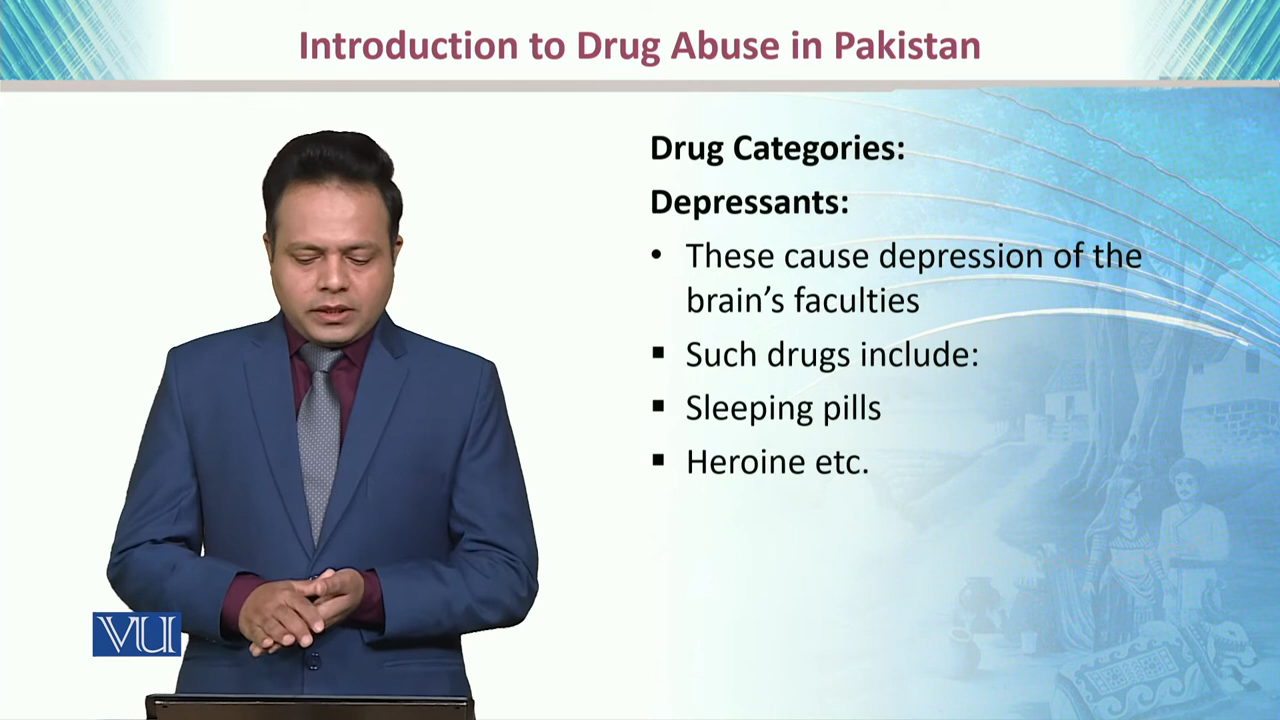 Introduction to Drug Abuse in Pakistan
Drug Categories:
Depressants:
• These cause depression of the
brain’s faculties
▪ Such drugs include:
▪ Sleeping pills
▪ Heroine etc.
VU